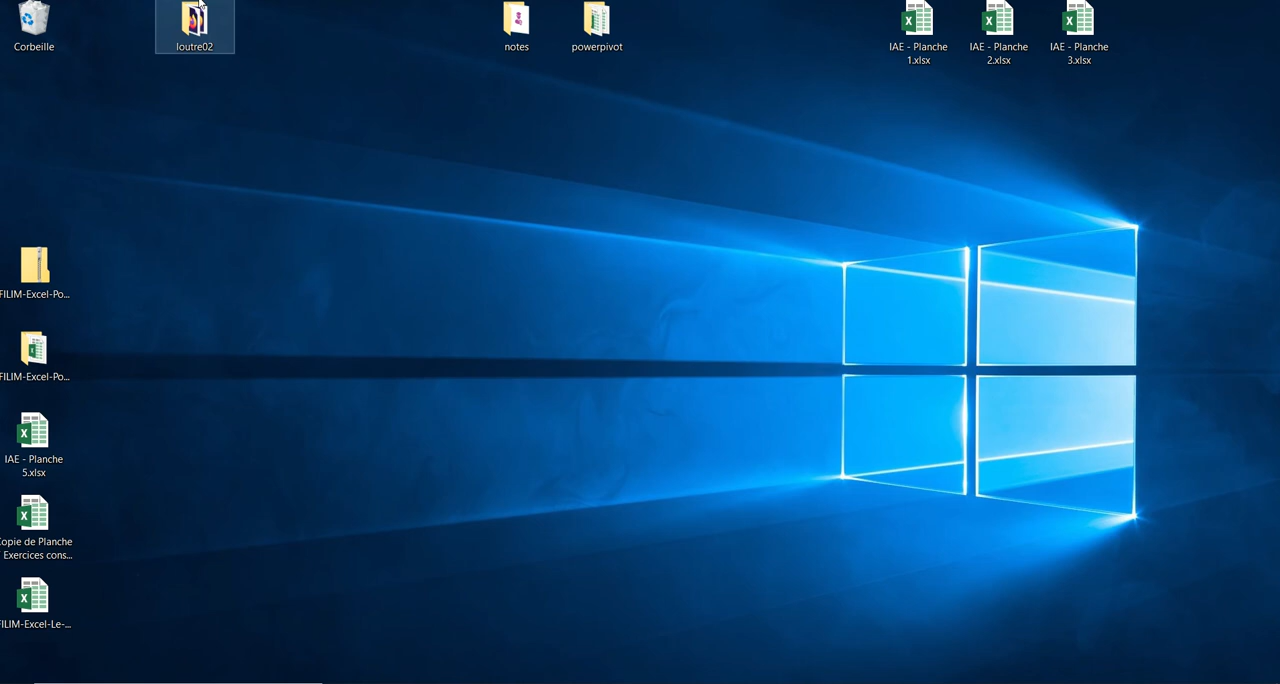 Corbeille
loutre02
notes
powerpivot
IAE - Planche
1.xlsx
IAE - Planche
2.xlsx
IAE - Planche
3.xlsx
FILIM-Excel-Po...
FILIM-Excel-Po...
IAE - Planche
5.xlsx
Copie de Planche
Exercices cons...
FILIM-Excel-Le-...